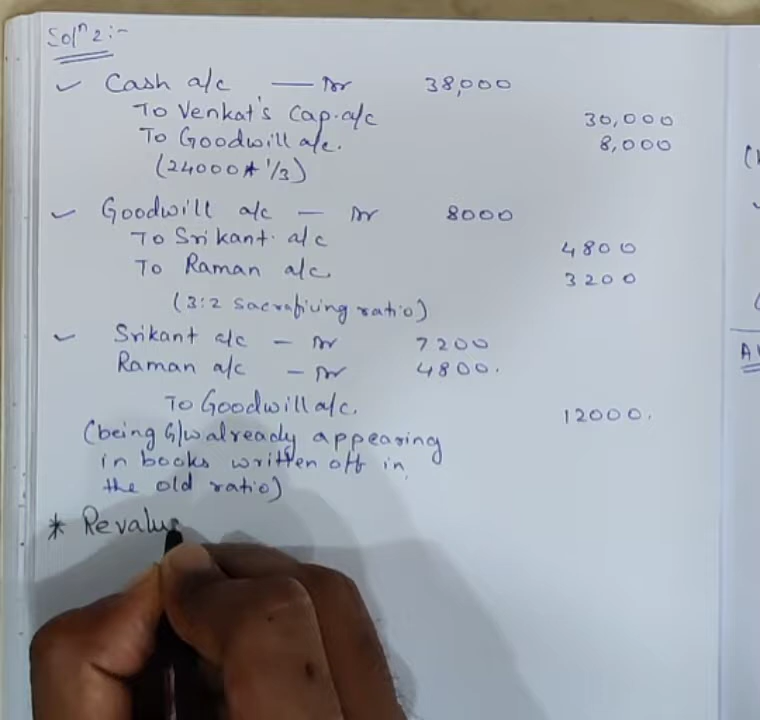 Solⁿ 2:-
✓ Cash a/c — Dr 38,000
To Venkat's Cap. a/c 30,000
To Goodwill a/c. 8,000
(24000 * 1/3)
✓ Goodwill a/c — Dr 8000
To Srikant. a/c 4800
To Raman a/c. 3200
(3:2 sacrafiving ratio)
✓ Srikant a/c — Dr 7200
Raman a/c — Dr 4800.
To Goodwill a/c. 12000.
(being G/w already appearing
in books written off in
the old ratio)
* Revalu